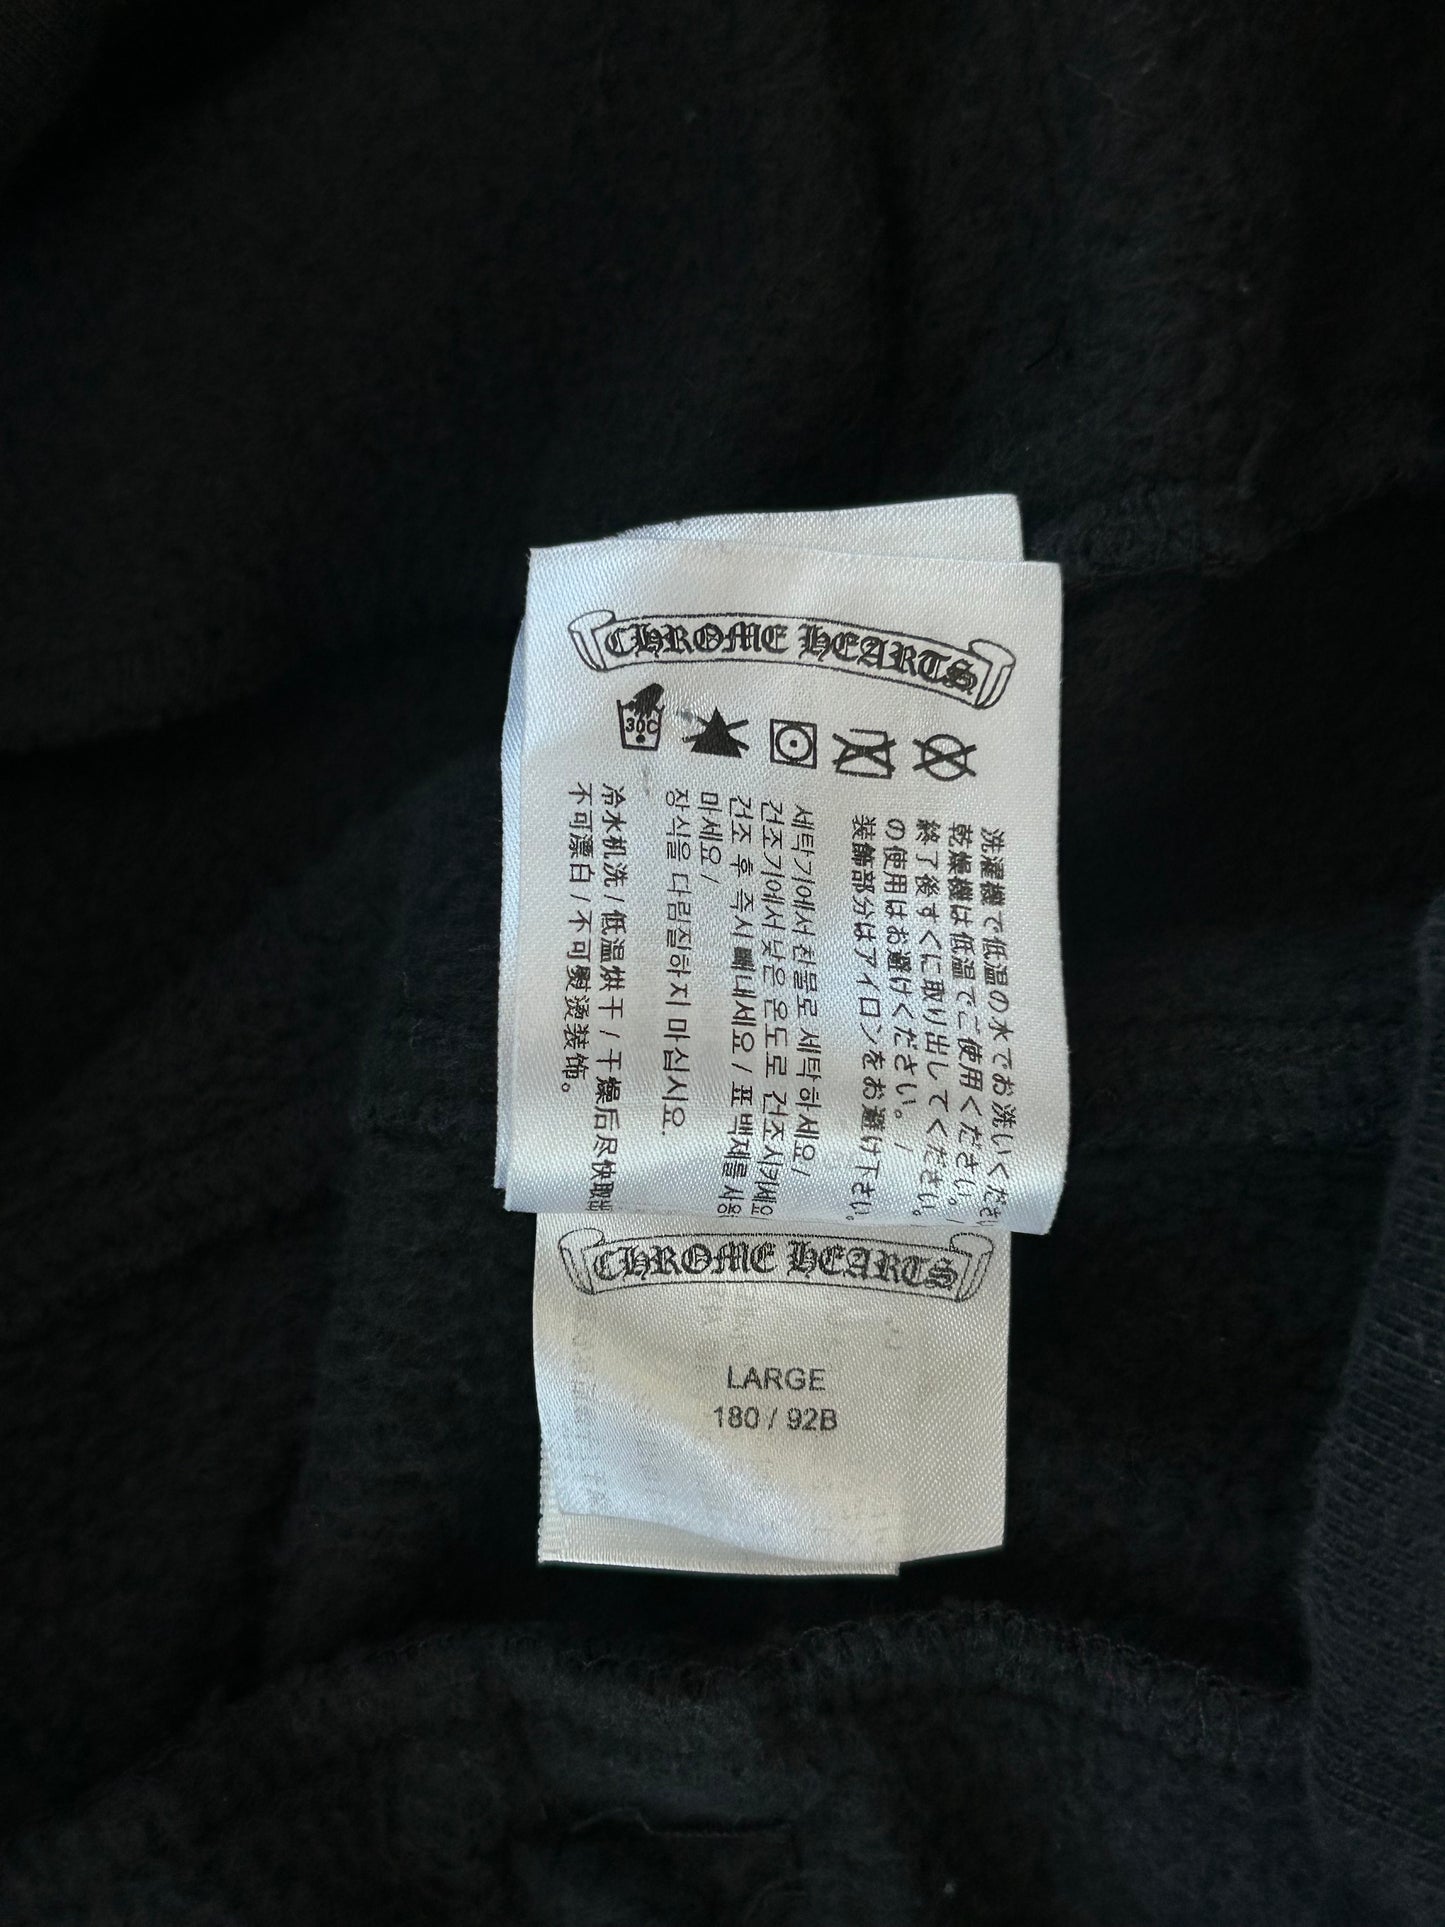 CHROME HEARTS
30C
洗濯機で低温の水でお洗いください
乾燥機は低温でご使用ください。/
終了後すぐに取り出してください。
の使用はお避けください。/
装飾部分はアイロンをお避け下さい。
세탁기에서 찬물로 세탁하세요/
건조기에서 낮은 온도로 건조시키세요/
건조 후 즉시 빼내세요 / 표백제를 사용
마세요 /
장식을 다림질하지 마십시오.
冷水机洗 / 低温烘干 / 干燥后尽快取出
不可漂白 / 不可熨烫装饰。
CHROME HEARTS
LARGE
180 / 92B